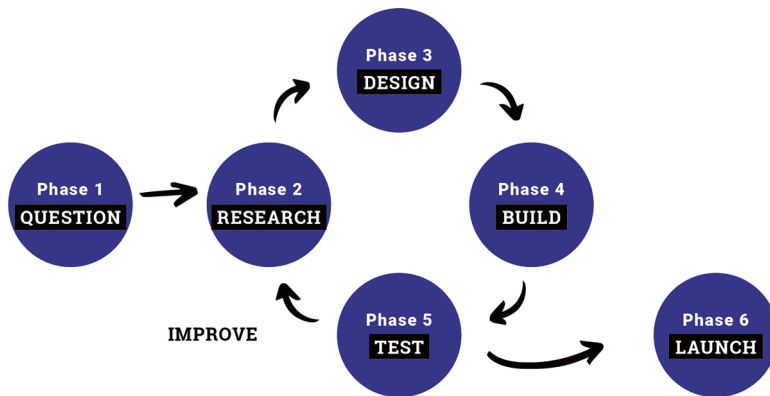 Phase 1
QUESTION
Phase 2
RESEARCH
Phase 3
DESIGN
Phase 4
BUILD
Phase 5
TEST
IMPROVE
Phase 6
LAUNCH